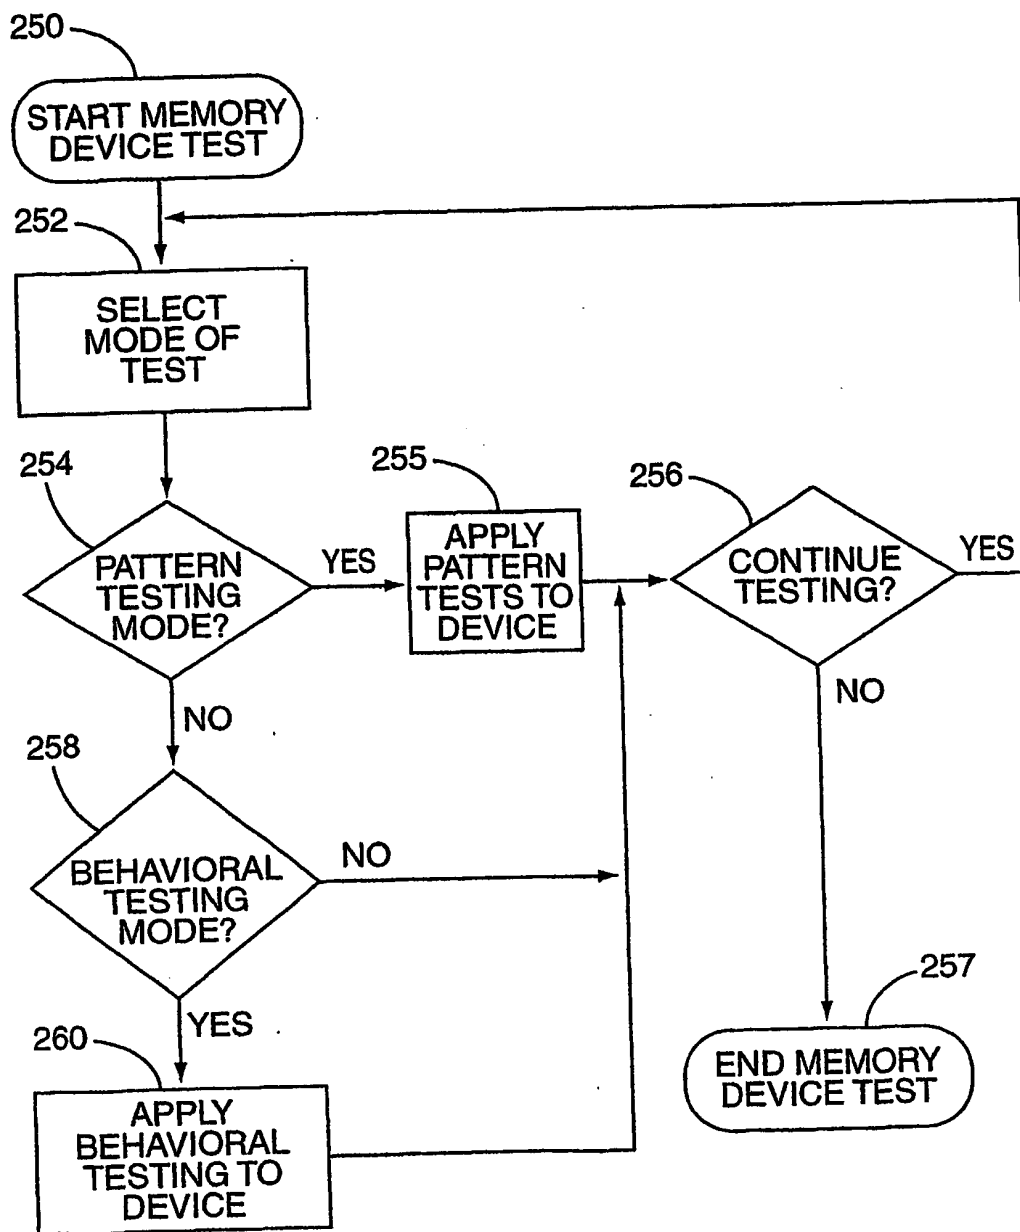 250
START MEMORY
DEVICE TEST
252
SELECT
MODE OF
TEST
254
PATTERN
TESTING
MODE?
YES
255
APPLY
PATTERN
TESTS TO
DEVICE
256
CONTINUE
TESTING?
YES
NO
NO
258
BEHAVIORAL
TESTING
MODE?
NO
YES
257
END MEMORY
DEVICE TEST
260
APPLY
BEHAVIORAL
TESTING TO
DEVICE